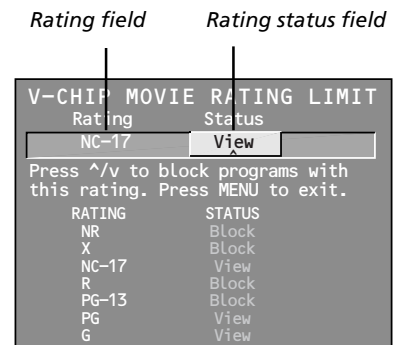 Rating field Rating status field
V-CHIP MOVIE RATING LIMIT
Rating Status
NC-17 View
^
Press ^/v to block programs with
this rating. Press MENU to exit.
RATING STATUS
NR Block
X Block
NC-17 View
R Block
PG-13 Block
PG View
G View